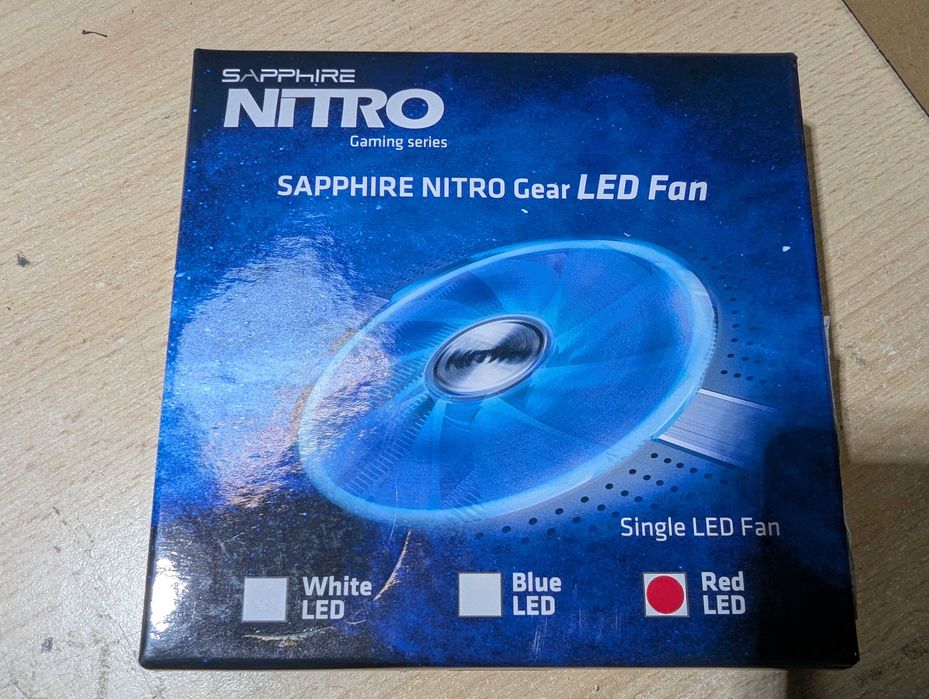 SAPPHIRE
NITRO
Gaming series
SAPPHIRE NITRO Gear LED Fan
Single LED Fan
White LED
Blue LED
Red LED